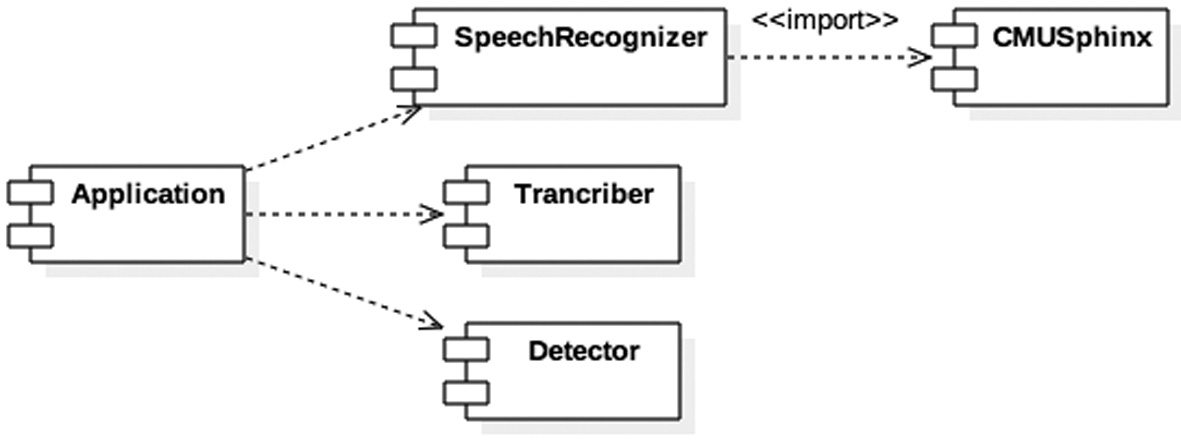 SpeechRecognizer
<<import>>
CMUSphinx
Application
Trancriber
Detector